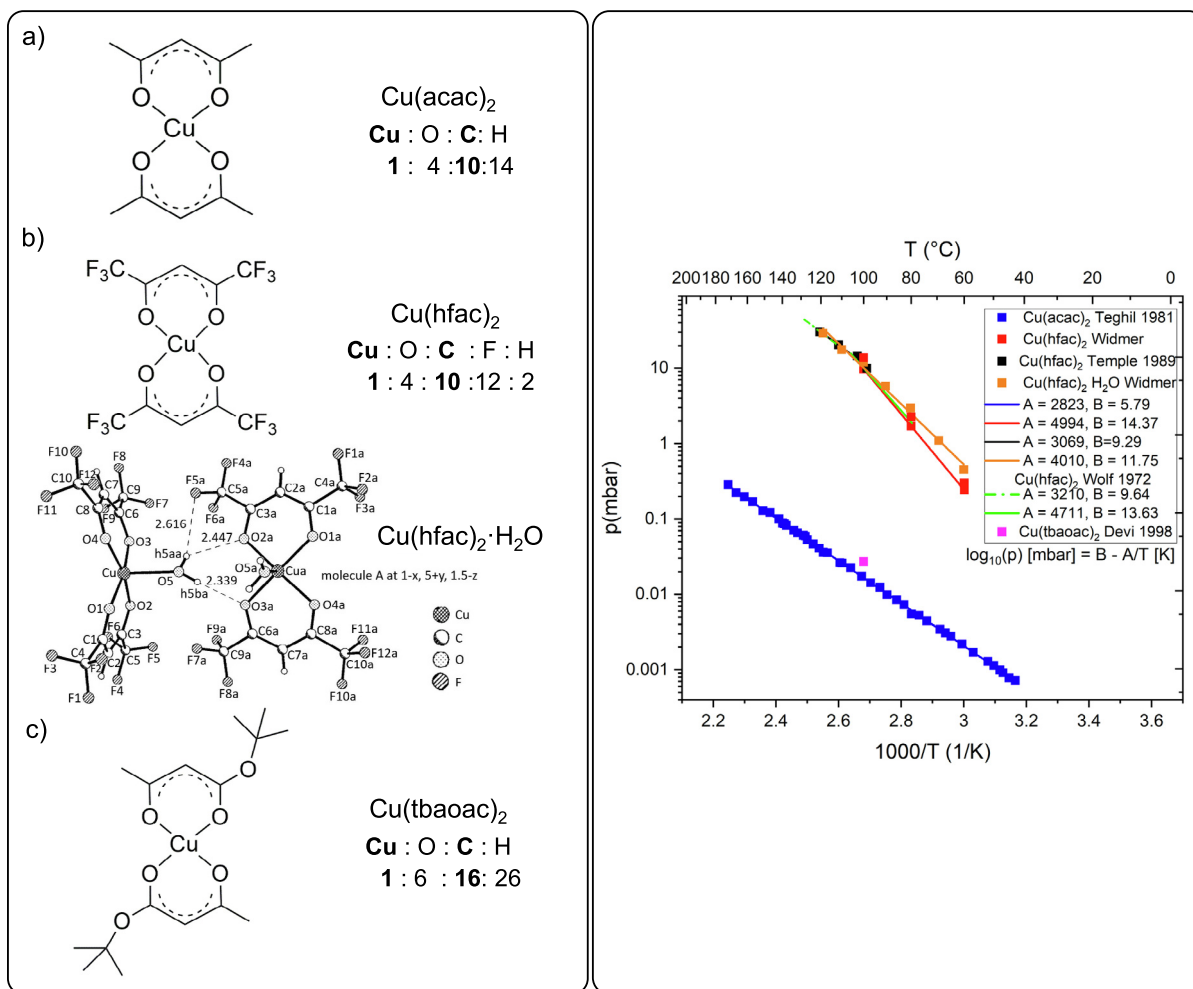 a)
O O
Cu
O O
Cu(acac)2
Cu : O : C: H
1 : 4 :10:14
b)
F3C CF3
O O
Cu
O O
F3C CF3
Cu(hfac)2
Cu : O : C : F : H
1 : 4 : 10 :12 : 2
F10 F8 F1a
F12 F4a
C10 C7 F5a F2a
C9 C5a C2a C4a F3a
F11 F7 F6a
C8 F9 C6 C3a C1a
2.616
O4 O3 2.447 O2a O1a
h5aa
Cu O5 O5a Cua
2.339 molecule A at 1-x, 5+y, 1.5-z
h5ba
O1 O2 O3a O4a
Cu
C1 F6 C3 F9a C6a C8a F11a
C
C4 F2 C2 C5 F5 F7a C9a C7a C10a F12a
O
F3 F8a
F
F1 F4 F10a
Cu(hfac)2·H2O
c)
O
O O
Cu
O O
O
Cu(tbaoac)2
Cu : O : C : H
1 : 6 : 16: 26
T (°C)
200 180 160 140 120 100 80 60 40 20 0
Cu(acac)2 Teghil 1981
Cu(hfac)2 Widmer
Cu(hfac)2 Temple 1989
Cu(hfac)2 H2O Widmer
A = 2823, B = 5.79
A = 4994, B = 14.37
A = 3069, B=9.29
A = 4010, B = 11.75
Cu(hfac)2 Wolf 1972
A = 3210, B = 9.64
A = 4711, B = 13.63
Cu(tbaoac)2 Devi 1998
log10(p) [mbar] = B - A/T [K]
p(mbar)
10
1
0.1
0.01
0.001
2.2 2.4 2.6 2.8 3 3.2 3.4 3.6
1000/T (1/K)